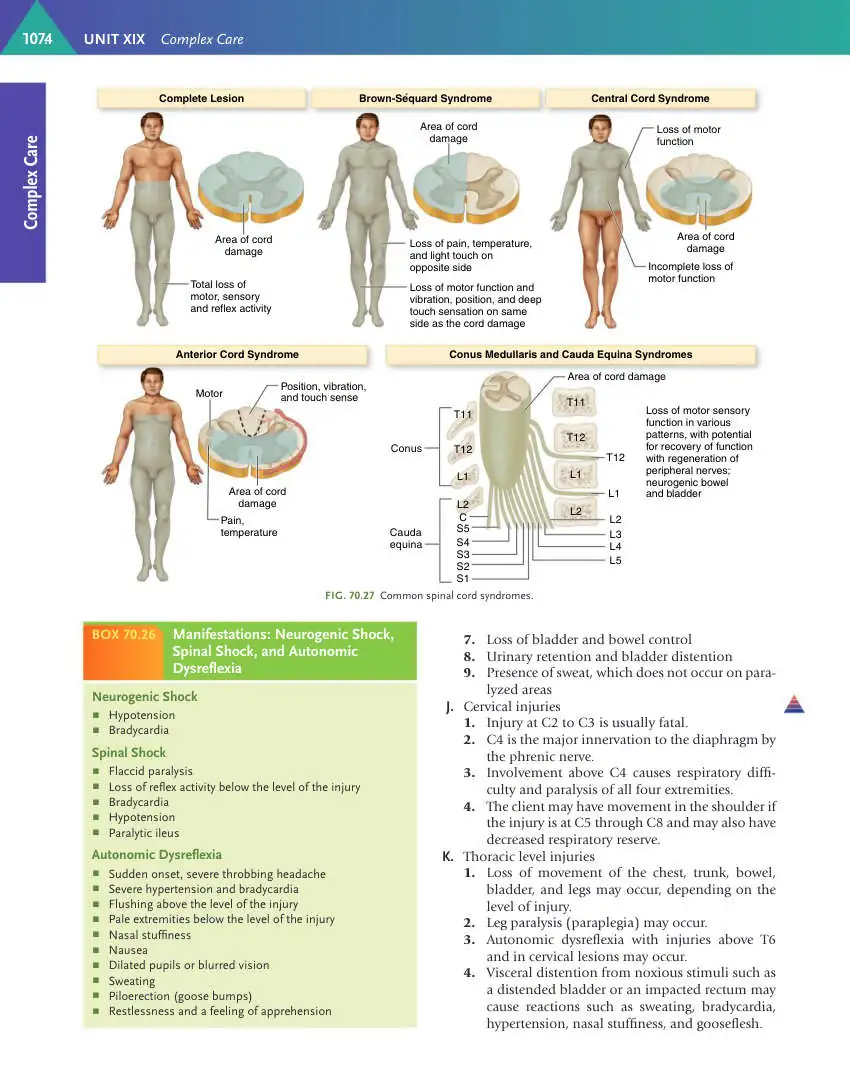 1074 UNIT XIX Complex Care
Complex Care
Complete Lesion
Area of cord
damage
Total loss of
motor, sensory
and reflex activity
Brown-Séquard Syndrome
Area of cord
damage
Loss of pain, temperature,
and light touch on
opposite side
Loss of motor function and
vibration, position, and deep
touch sensation on same
side as the cord damage
Central Cord Syndrome
Loss of motor
function
Area of cord
damage
Incomplete loss of
motor function
Anterior Cord Syndrome
Motor
Position, vibration,
and touch sense
Area of cord
damage
Pain,
temperature
Conus Medullaris and Cauda Equina Syndromes
Area of cord damage
T11
T12
L1
L2
Conus
Cauda
equina
C
S5
S4
S3
S2
S1
T11
T12
L1
L2
T12
L1
L2
L3
L4
L5
Loss of motor sensory
function in various
patterns, with potential
for recovery of function
with regeneration of
peripheral nerves;
neurogenic bowel
and bladder
FIG. 70.27 Common spinal cord syndromes.
BOX 70.26 Manifestations: Neurogenic Shock,
Spinal Shock, and Autonomic
Dysreflexia
Neurogenic Shock
■ Hypotension
■ Bradycardia
Spinal Shock
■ Flaccid paralysis
■ Loss of reflex activity below the level of the injury
■ Bradycardia
■ Hypotension
■ Paralytic ileus
Autonomic Dysreflexia
■ Sudden onset, severe throbbing headache
■ Severe hypertension and bradycardia
■ Flushing above the level of the injury
■ Pale extremities below the level of the injury
■ Nasal stuffiness
■ Nausea
■ Dilated pupils or blurred vision
■ Sweating
■ Piloerection (goose bumps)
■ Restlessness and a feeling of apprehension
7. Loss of bladder and bowel control
8. Urinary retention and bladder distention
9. Presence of sweat, which does not occur on para-
lyzed areas
J. Cervical injuries
1. Injury at C2 to C3 is usually fatal.
2. C4 is the major innervation to the diaphragm by
the phrenic nerve.
3. Involvement above C4 causes respiratory diffi-
culty and paralysis of all four extremities.
4. The client may have movement in the shoulder if
the injury is at C5 through C8 and may also have
decreased respiratory reserve.
K. Thoracic level injuries
1. Loss of movement of the chest, trunk, bowel,
bladder, and legs may occur, depending on the
level of injury.
2. Leg paralysis (paraplegia) may occur.
3. Autonomic dysreflexia with injuries above T6
and in cervical lesions may occur.
4. Visceral distention from noxious stimuli such as
a distended bladder or an impacted rectum may
cause reactions such as sweating, bradycardia,
hypertension, nasal stuffiness, and gooseflesh.